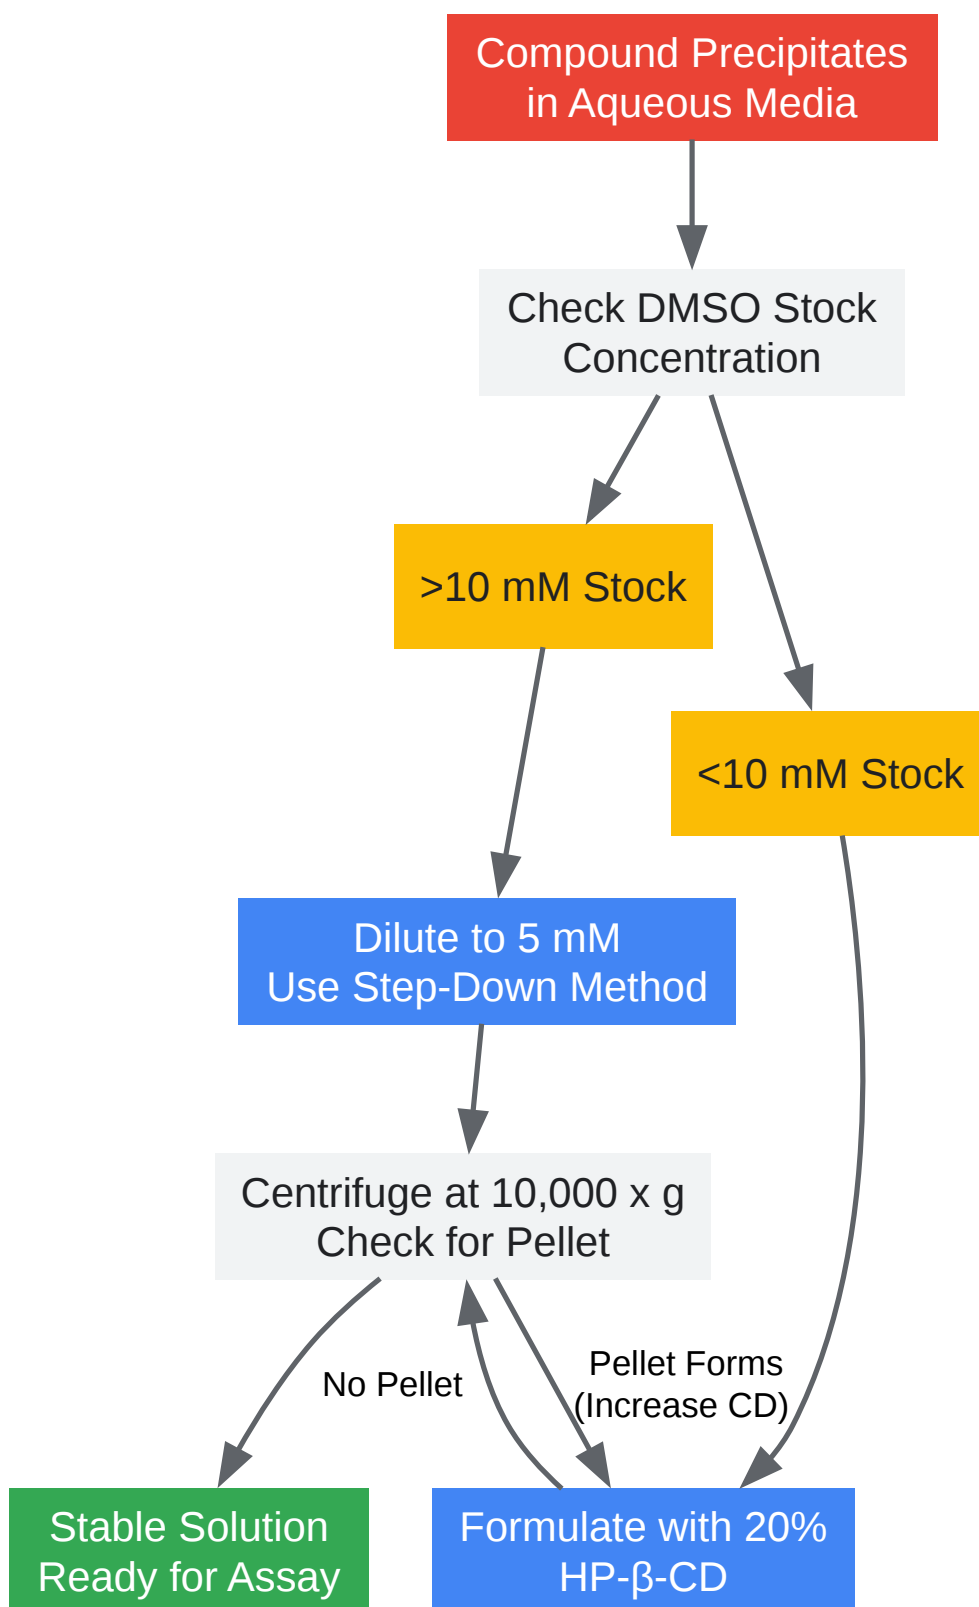 Compound Precipitates
in Aqueous Media
Check DMSO Stock
Concentration
>10 mM Stock
<10 mM Stock
Dilute to 5 mM
Use Step-Down Method
Centrifuge at 10,000 x g
Check for Pellet
No Pellet
Pellet Forms
(Increase CD)
Stable Solution
Ready for Assay
Formulate with 20%
HP-β-CD